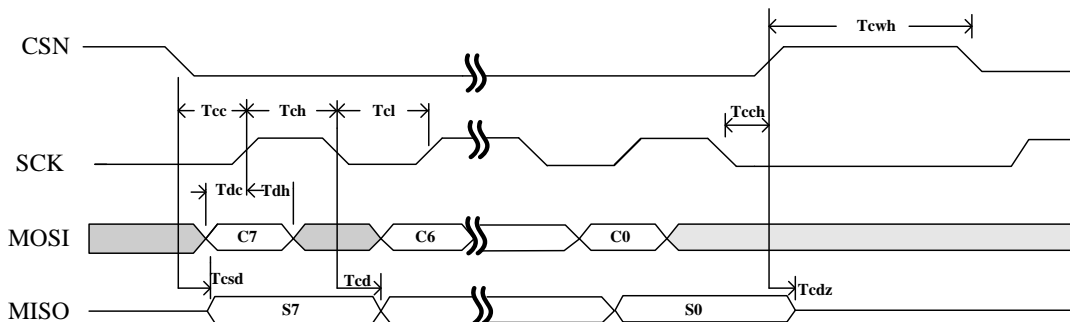 CSN
Tcwh
Tcc
Tch
Tcl
Tcch
SCK
Tdc
Tdh
MOSI
C7
C6
C0
Tcsd
Tcd
Tcdz
MISO
S7
S0